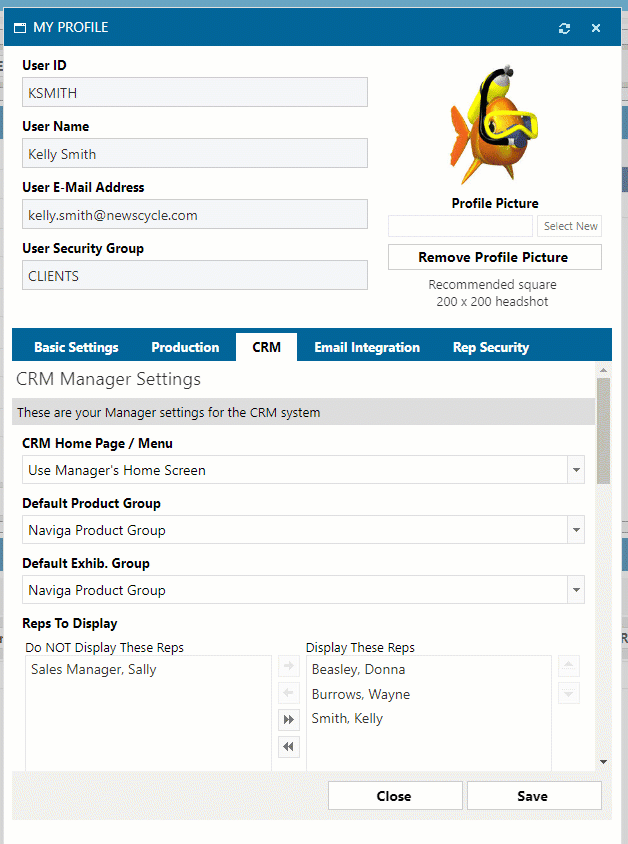 MY PROFILE
User ID
KSMITH
User Name
Kelly Smith
User E-Mail Address
kelly.smith@newscycle.com
User Security Group
CLIENTS
Profile Picture
Select New
Remove Profile Picture
Recommended square
200 x 200 headshot
Basic Settings Production CRM Email Integration Rep Security
CRM Manager Settings
These are your Manager settings for the CRM system
CRM Home Page / Menu
Use Manager's Home Screen
Default Product Group
Naviga Product Group
Default Exhib. Group
Naviga Product Group
Reps To Display
Do NOT Display These Reps
Sales Manager, Sally
Display These Reps
Beasley, Donna
Burrows, Wayne
Smith, Kelly
Close Save